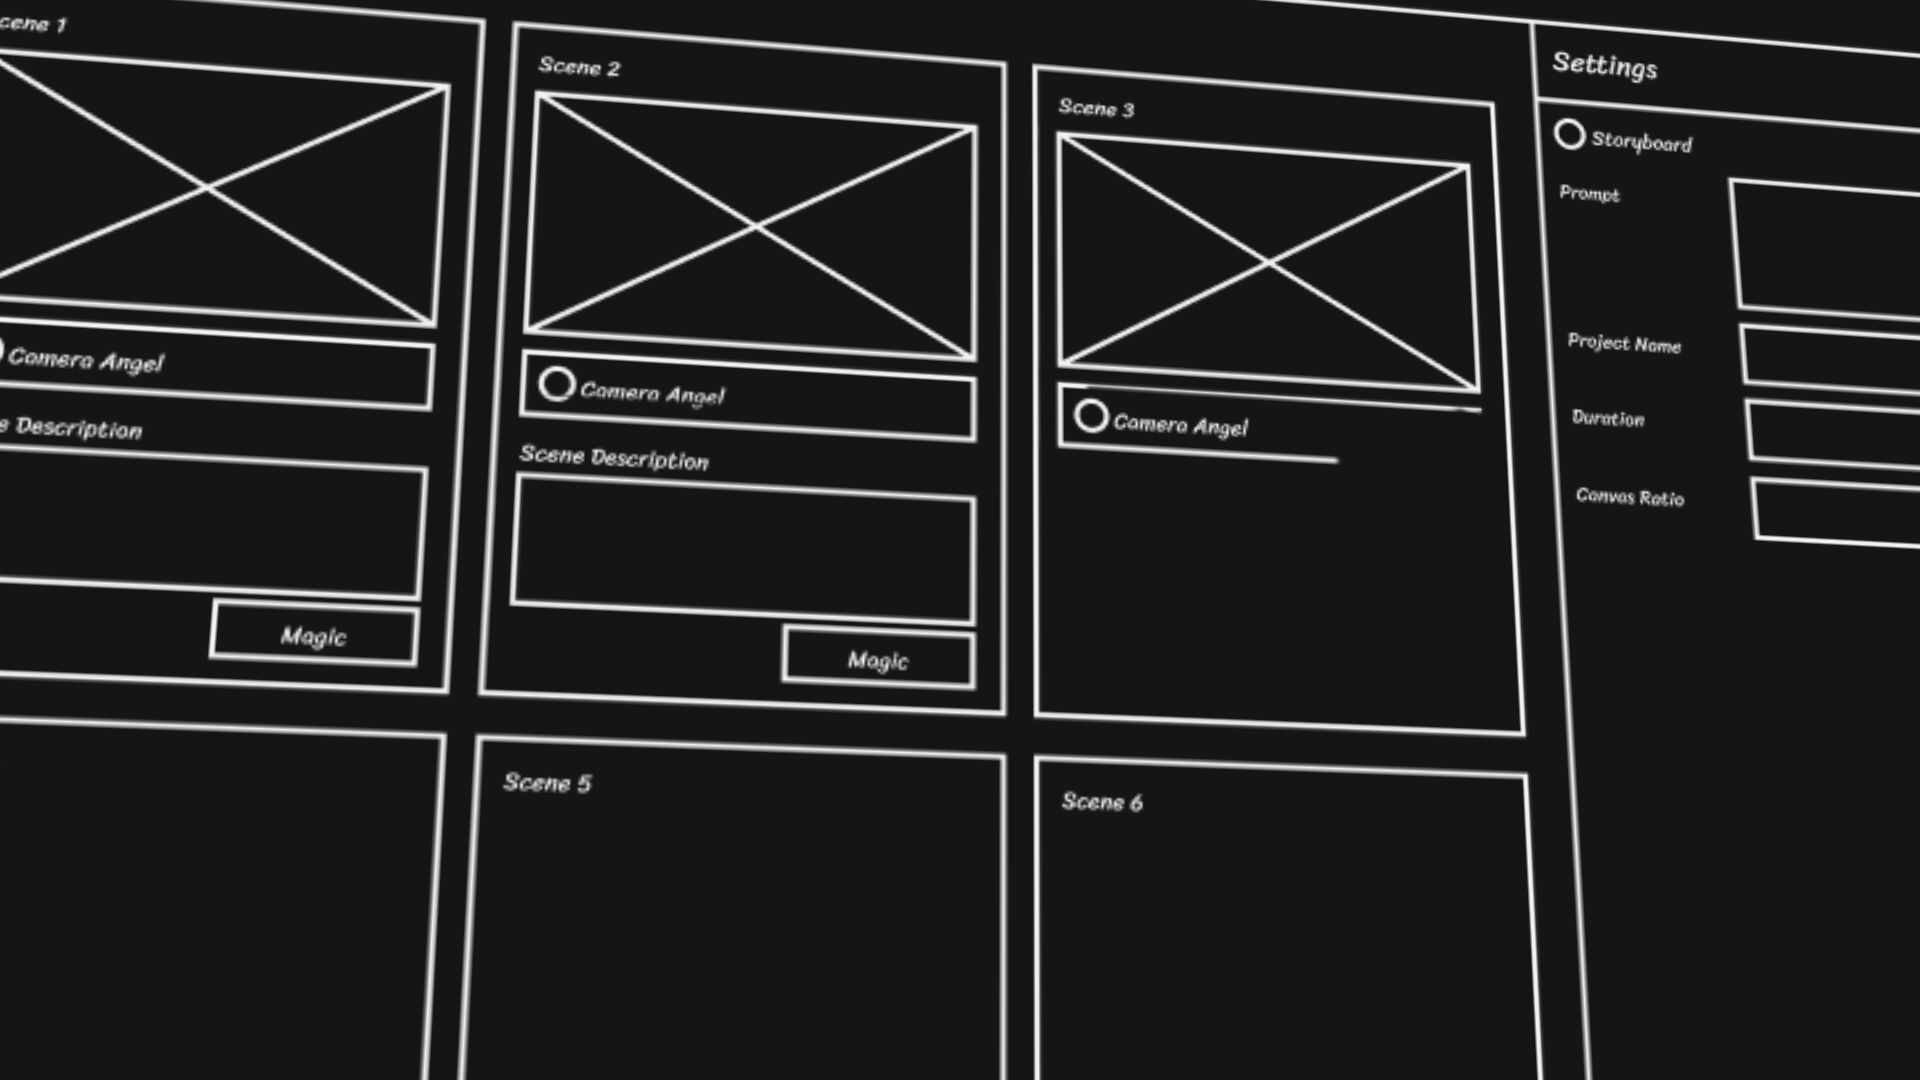 cene 1
Camera Angel
e Description
Magic
Scene 2
Camera Angel
Scene Description
Magic
Scene 3
Camera Angel
Scene 5
Scene 6
Settings
Storyboard
Prompt
Project Name
Duration
Canvas Ratio